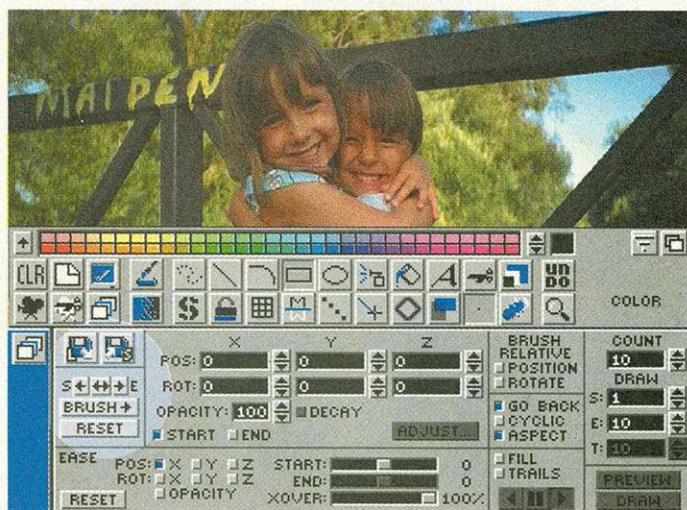 MAIDEN
CLR A UN DO
$ M COLOR
X Y Z BRUSH RELATIVE COUNT
POS: 0 0 0 POSITION 10
ROT: 0 0 0 ROTATE DRAW
S E OPACITY: 100 DECAY GO BACK S: 1
BRUSH CYCLIC E: 10
RESET START END ADJUST... ASPECT T: 10
EASE POS: X Y Z START: 0 FILL
ROT: X Y Z END: 0 TRAILS PREVIEW
RESET OPACITY XOVER: 100% DRAW